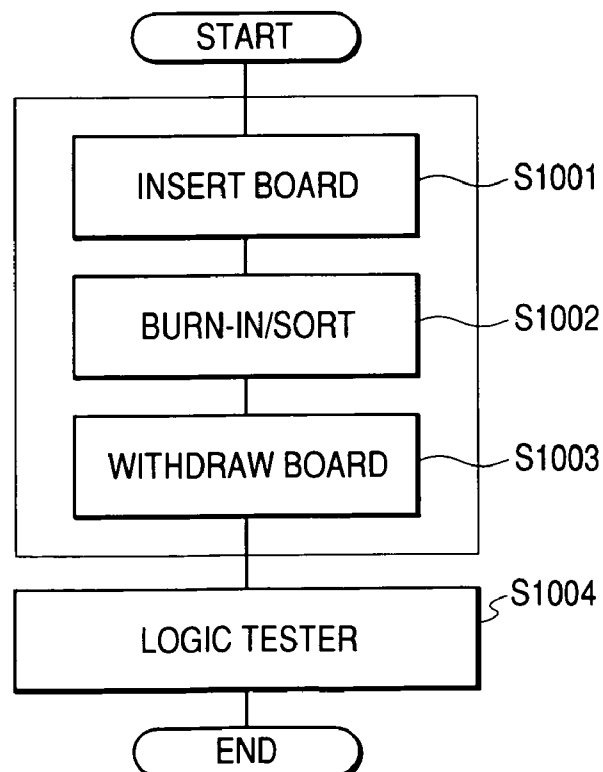 START
INSERT BOARD
S1001
BURN-IN/SORT
S1002
WITHDRAW BOARD
S1003
S1004
LOGIC TESTER
END